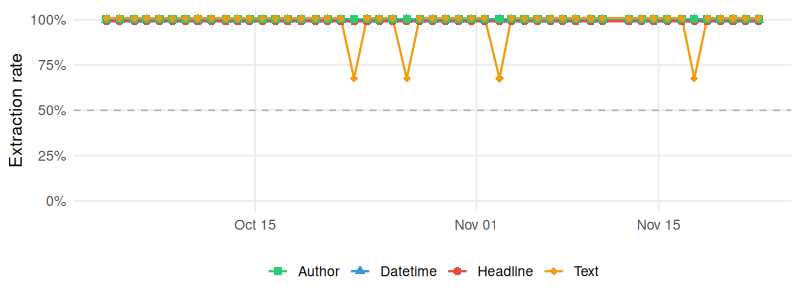 100%
75%
50%
25%
0%
Extraction rate
Oct 15 Nov 01 Nov 15
Author Datetime Headline Text